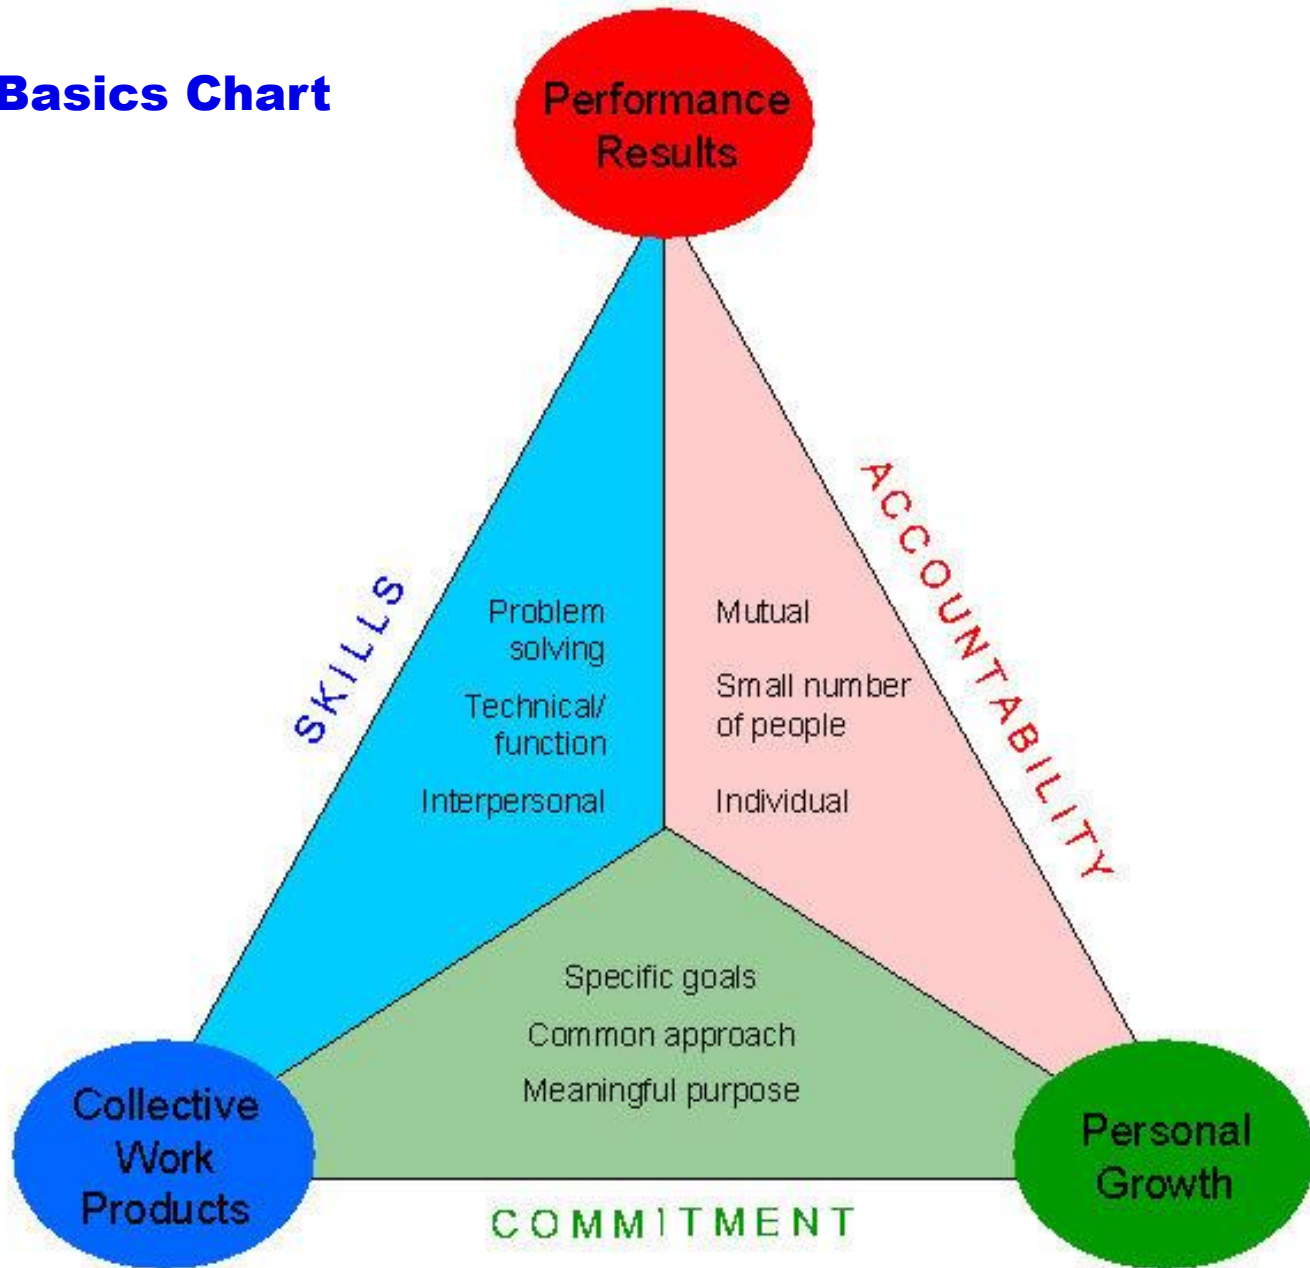 Basics Chart
Performance
Results
SKILLS
ACCOUNTABILITY
Problem
solving
Technical/
function
Interpersonal
Mutual
Small number
of people
Individual
Specific goals
Common approach
Meaningful purpose
Collective
Work
Products
Personal
Growth
COMMITMENT